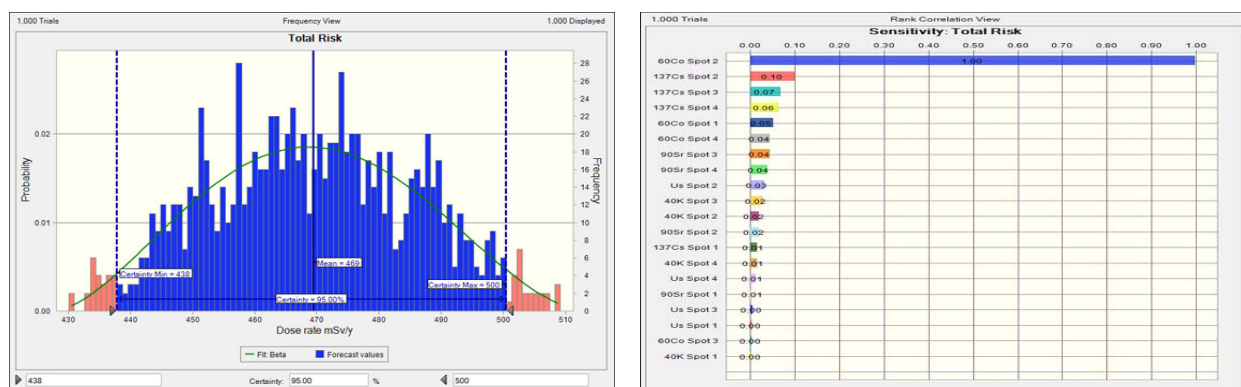 1,000 Trials Frequency View 1,000 Displayed
Total Risk
Probability
0.02
0.01
0.00
28
26
24
22
20
18
16
14
12
10
8
6
4
2
0
Frequency
Certainty Min = 438
Mean = 469
Certainty Max = 500
Certainty = 95.00%
430 440 450 460 470 480 490 500 510
Dose rate mSv/y
Fit: Beta Forecast values
438 Certainty: 95.00 % 500
1,000 Trials Rank Correlation View
Sensitivity: Total Risk
0.00 0.10 0.20 0.30 0.40 0.50 0.60 0.70 0.80 0.90 1.00
60Co Spot 2 1.00
137Cs Spot 2 0.10
137Cs Spot 3 0.07
137Cs Spot 4 0.06
60Co Spot 1 0.05
60Co Spot 4 0.04
90Sr Spot 3 0.04
90Sr Spot 4 0.04
Us Spot 2 0.03
40K Spot 3 0.02
40K Spot 2 0.02
90Sr Spot 2 0.02
137Cs Spot 1 0.01
40K Spot 4 0.01
Us Spot 4 0.01
90Sr Spot 1 0.01
Us Spot 3 0.00
Us Spot 1 0.00
60Co Spot 3 0.00
40K Spot 1 0.00